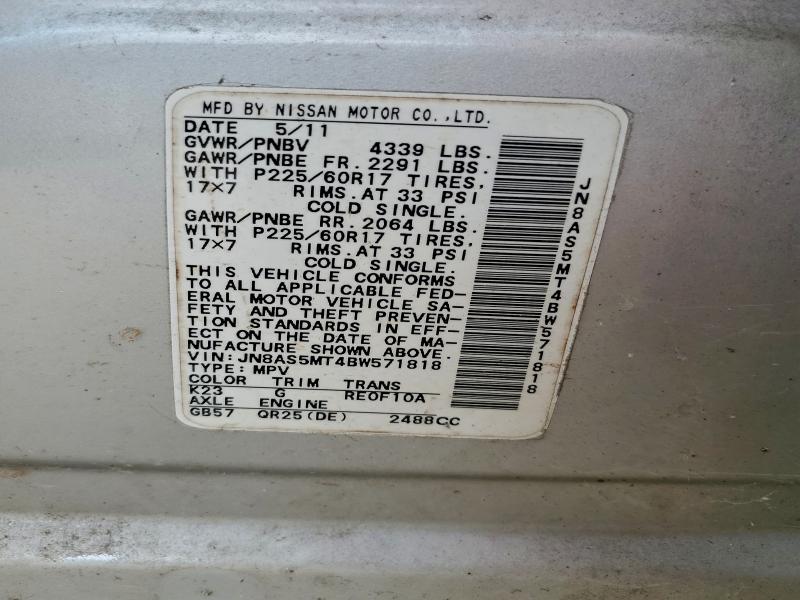 MFD BY NISSAN MOTOR CO.,LTD.
DATE 5/11
GVWR/PNBV 4339 LBS.
GAWR/PNBE FR. 2291 LBS.
WITH P225/60R17 TIRES,
17×7 RIMS.AT 33 PSI
COLD SINGLE.
GAWR/PNBE RR. 2064 LBS.
WITH P225/60R17 TIRES,
17×7 RIMS.AT 33 PSI
COLD SINGLE.
THIS VEHICLE CONFORMS
TO ALL APPLICABLE FED-
ERAL MOTOR VEHICLE SA-
FETY AND THEFT PREVEN-
TION STANDARDS IN EFF-
ECT ON THE DATE OF MA-
NUFACTURE SHOWN ABOVE.
VIN:JN8AS5MT4BW571818
TYPE:MPV
COLOR TRIM TRANS
K23 G RE0F10A
AXLE ENGINE
GB57 QR25(DE) 2488CC
JN8AS5MT4BW571818